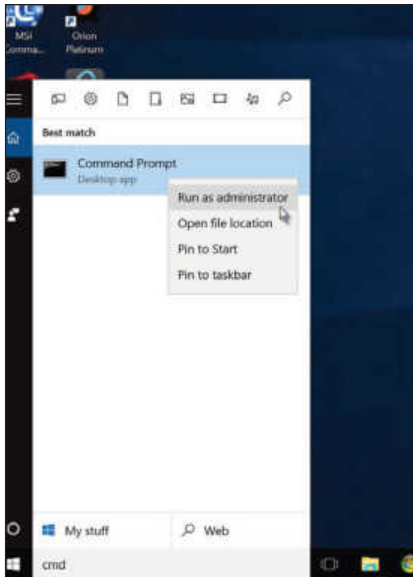 MSI
Comma...
Orion
Platinum
Best match
Command Prompt
Desktop app
Run as administrator
Open file location
Pin to Start
Pin to taskbar
My stuff
Web
cmd